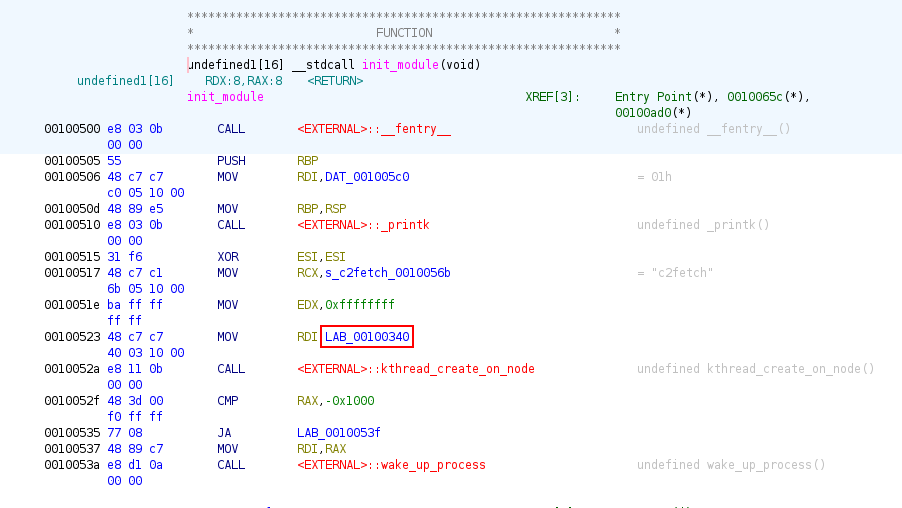 *************************************************************
* FUNCTION *
*************************************************************
undefined1[16] __stdcall init_module(void)
undefined1[16] RDX:8,RAX:8 <RETURN>
init_module XREF[3]: Entry Point(*), 0010065c(*),
00100ad0(*)
00100500 e8 03 0b CALL <EXTERNAL>::__fentry__ undefined __fentry__()
00 00
00100505 55 PUSH RBP
00100506 48 c7 c7 MOV RDI,DAT_001005c0 = 01h
c0 05 10 00
0010050d 48 89 e5 MOV RBP,RSP
00100510 e8 03 0b CALL <EXTERNAL>::_printk undefined _printk()
00 00
00100515 31 f6 XOR ESI,ESI
00100517 48 c7 c1 MOV RCX,s_c2fetch_0010056b = "c2fetch"
6b 05 10 00
0010051e ba ff ff MOV EDX,0xffffffff
ff ff
00100523 48 c7 c7 MOV RDI LAB_00100340
40 03 10 00
0010052a e8 11 0b CALL <EXTERNAL>::kthread_create_on_node undefined kthread_create_on_node()
00 00
0010052f 48 3d 00 CMP RAX,-0x1000
f0 ff ff
00100535 77 08 JA LAB_0010053f
00100537 48 89 c7 MOV RDI,RAX
0010053a e8 d1 0a CALL <EXTERNAL>::wake_up_process undefined wake_up_process()
00 00